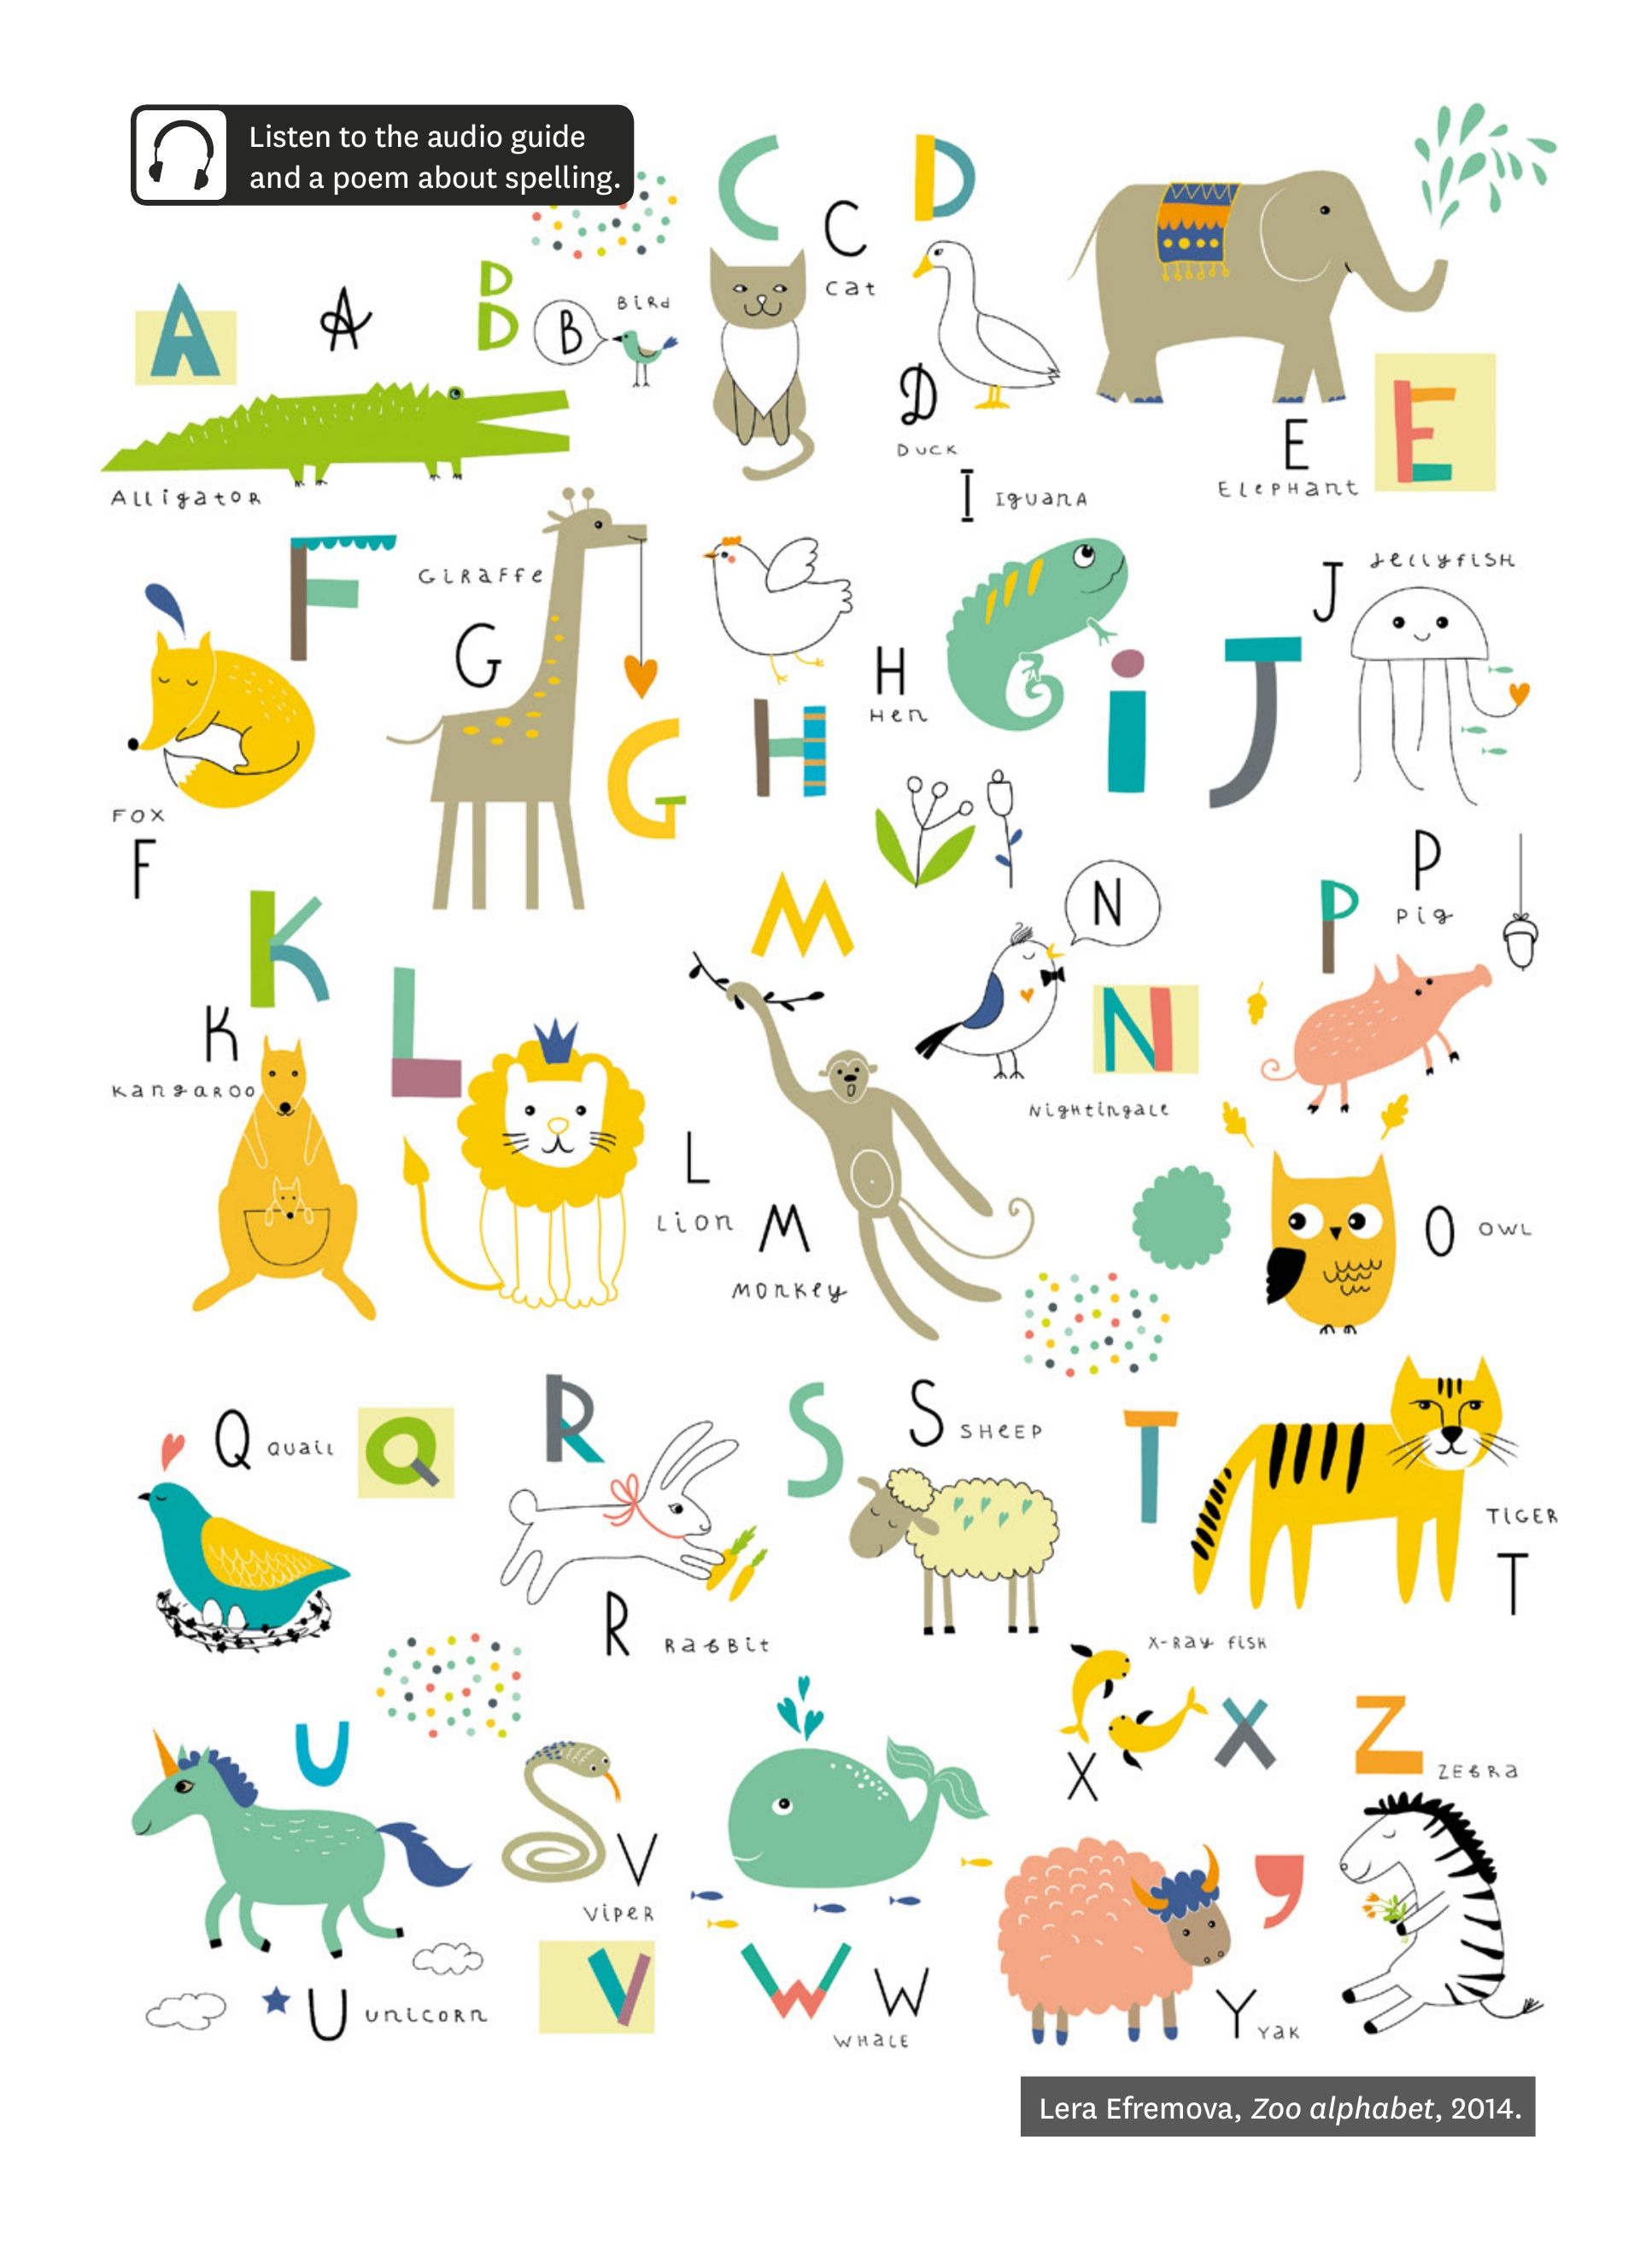 Listen to the audio guide
and a poem about spelling.
C
D
C
cat
A
A
B
B
BiRd
D
DUCK
E
E
ELePHant
ALLigatOR
I
IguanA
F
GiRaFFe
G
G
H
H
Hen
i
J
J
JeLLyfiSH
FOX
F
K
K
KangaROO
L
L
Lion
M
M
MOnKey
N
N
NigHtingaLe
P
P
Pig
O
OWL
Q
Quail
Q
R
R
RaBBit
S
S
SHeEP
T
TIGER
T
X-Ray fiSH
X
X
Z
ZEBRa
U
U
UniCORn
V
ViPeR
V
W
W
WHaLE
Y
Yak
Lera Efremova, Zoo alphabet, 2014.